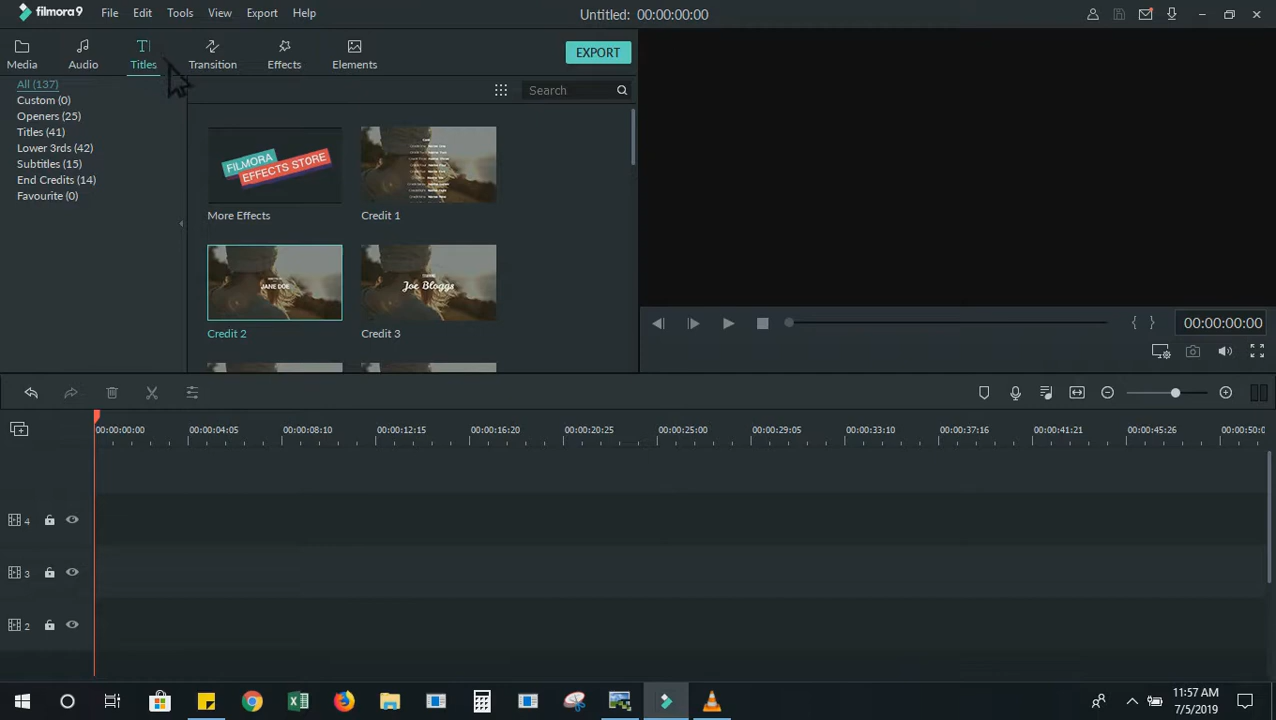 filmora9 File Edit Tools View Export Help Untitled: 00:00:00:00
Media Audio Titles Transition Effects Elements EXPORT
All (137)
Custom (0)
Openers (25)
Titles (41)
Lower 3rds (42)
Subtitles (15)
End Credits (14)
Favourite (0)
Search
FILMORA
EFFECTS STORE
More Effects
Credit 1
JANE DOE
Credit 2
Joe Bloggs
Credit 3
00:00:00:00
00:00:00:00 00:00:04:05 00:00:08:10 00:00:12:15 00:00:16:20 00:00:20:25 00:00:25:00 00:00:29:05 00:00:33:10 00:00:37:16 00:00:41:21 00:00:45:26 00:00:50:0
4
3
2
11:57 AM
7/5/2019